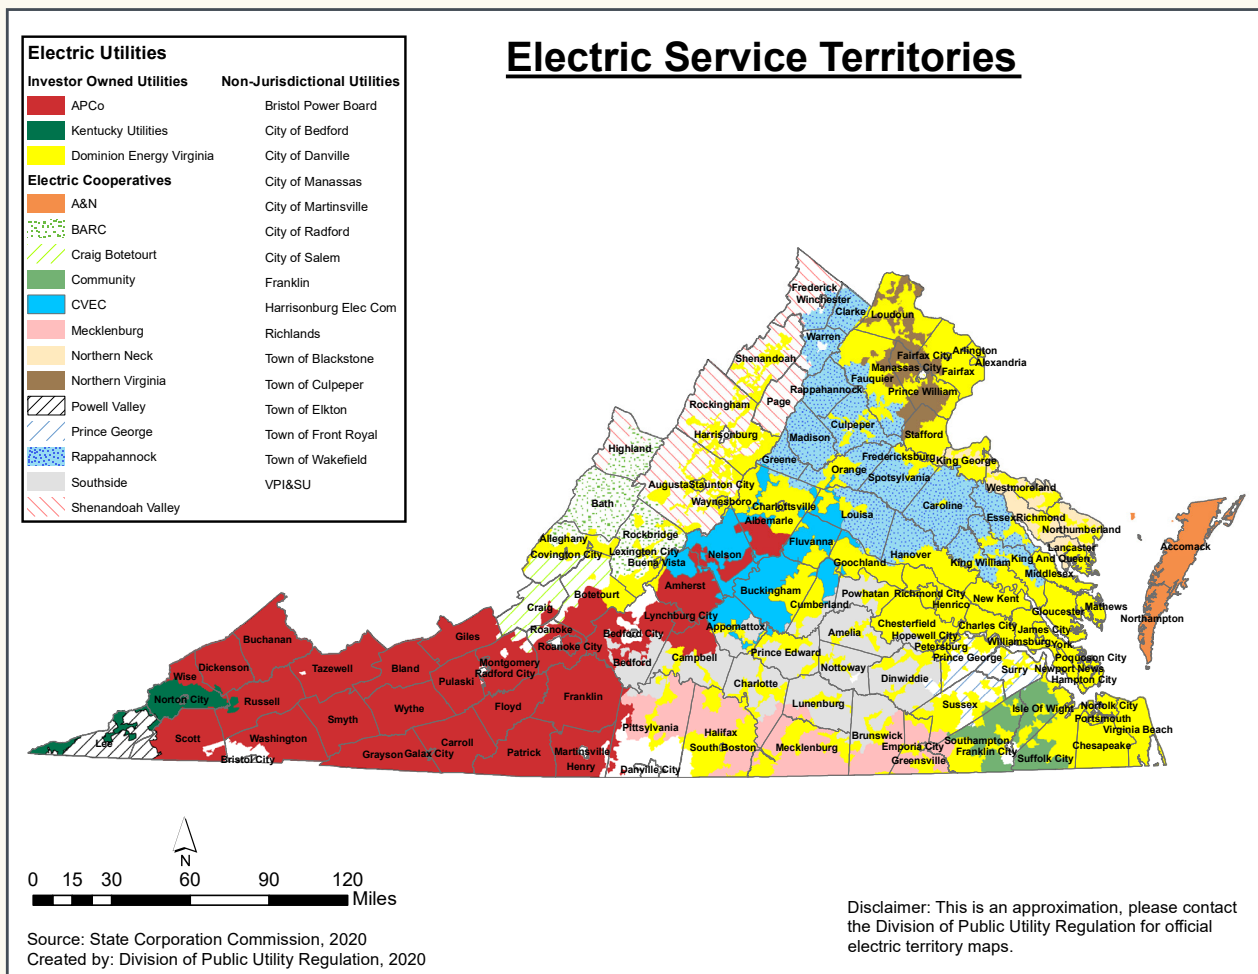 Electric Service Territories
Electric Utilities
Investor Owned Utilities
APCo
Kentucky Utilities
Dominion Energy Virginia
Electric Cooperatives
A&N
BARC
Craig Botetourt
Community
CVEC
Mecklenburg
Northern Neck
Northern Virginia
Powell Valley
Prince George
Rappahannock
Southside
Shenandoah Valley
Non-Jurisdictional Utilities
Bristol Power Board
City of Bedford
City of Danville
City of Manassas
City of Martinsville
City of Radford
City of Salem
Franklin
Harrisonburg Elec Com
Richlands
Town of Blackstone
Town of Culpeper
Town of Elkton
Town of Front Royal
Town of Wakefield
VPI&SU
Frederick
Winchester
Clarke
Loudoun
Warren
Shenandoah
Fairfax City
Arlington
Alexandria
Manassas City
Fairfax
Fauquier
Prince William
Rappahannock
Page
Rockingham
Culpeper
Stafford
Madison
Harrisonburg
Highland
Greene
Orange
Fredericksburg
King George
Spotsylvania
Augusta
Staunton City
Waynesboro
Westmoreland
Bath
Charlottsville
Albemarle
Louisa
Caroline
Essex
Richmond
Northumberland
Rockbridge
Alleghany
Covington City
Lexington City
Buena Vista
Nelson
Fluvanna
Goochland
Hanover
King William
King And Queen
Lancaster
Middlesex
Accomack
Amherst
Buckingham
Cumberland
Powhatan
Richmond City
Henrico
New Kent
Gloucester
Mathews
Northampton
Botetourt
Craig
Lynchburg City
Appomattox
Amelia
Chesterfield
Hopewell City
Petersburg
Charles City
James City
Williamsburg
York
Roanoke
Roanoke City
Bedford City
Bedford
Campbell
Prince Edward
Nottoway
Prince George
Surry
Poquoson City
Newport News
Hampton City
Buchanan
Giles
Dickenson
Tazewell
Bland
Montgomery
Radford City
Pulaski
Wise
Norton City
Russell
Wythe
Floyd
Franklin
Charlotte
Lunenburg
Dinwiddie
Sussex
Isle Of Wight
Norfolk City
Portsmouth
Virginia Beach
Lee
Scott
Washington
Smyth
Carroll
Grayson
Galax City
Patrick
Martinsville
Henry
Bristol City
Pittsylvania
Danville City
Halifax
South Boston
Mecklenburg
Brunswick
Emporia City
Greensville
Southampton
Franklin City
Suffolk City
Chesapeake
N
0 15 30 60 90 120
Miles
Source: State Corporation Commission, 2020
Created by: Division of Public Utility Regulation, 2020
Disclaimer: This is an approximation, please contact
the Division of Public Utility Regulation for official
electric territory maps.